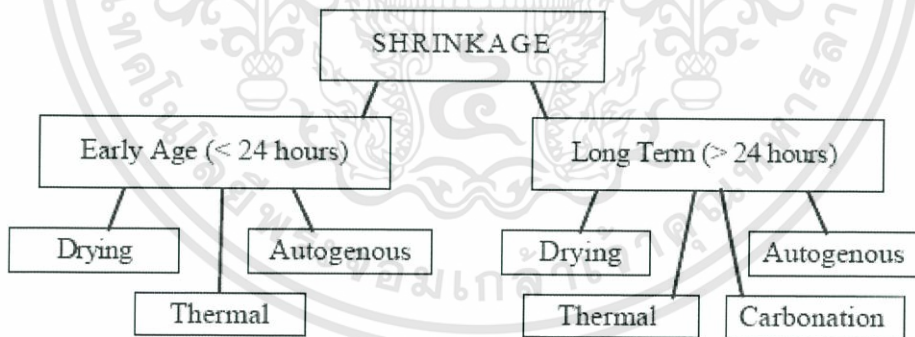 SHRINKAGE
Early Age (< 24 hours)
Long Term (> 24 hours)
Drying
Autogenous
Drying
Autogenous
Thermal
Thermal
Carbonation